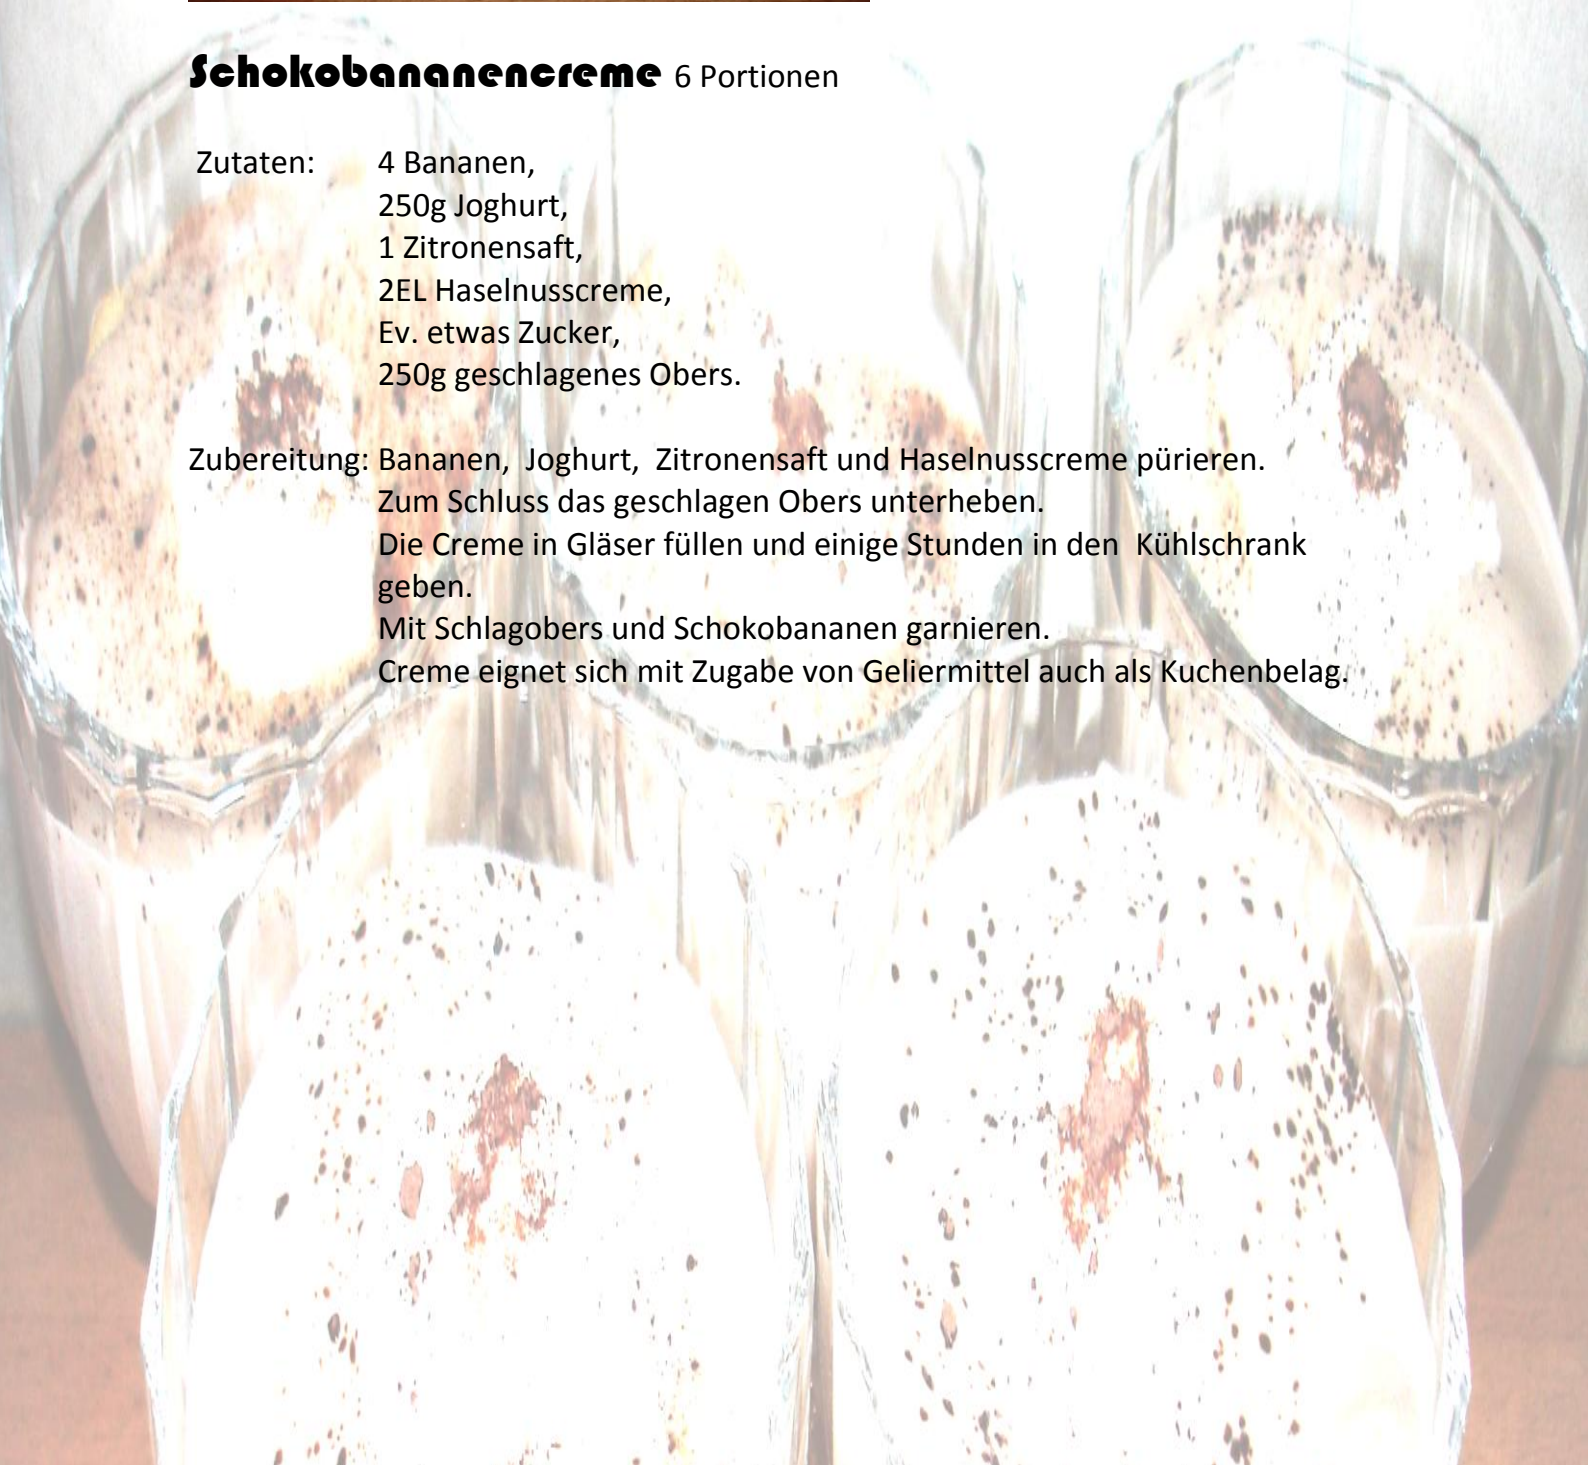 Schokobananencreme 6 Portionen
Zutaten: 4 Bananen,
250g Joghurt,
1 Zitronensaft,
2EL Haselnusscreme,
Ev. etwas Zucker,
250g geschlagenes Obers.
Zubereitung: Bananen, Joghurt, Zitronensaft und Haselnusscreme pürieren.
Zum Schluss das geschlagen Obers unterheben.
Die Creme in Gläser füllen und einige Stunden in den Kühlschrank
geben.
Mit Schlagobers und Schokobananen garnieren.
Creme eignet sich mit Zugabe von Geliermittel auch als Kuchenbelag.